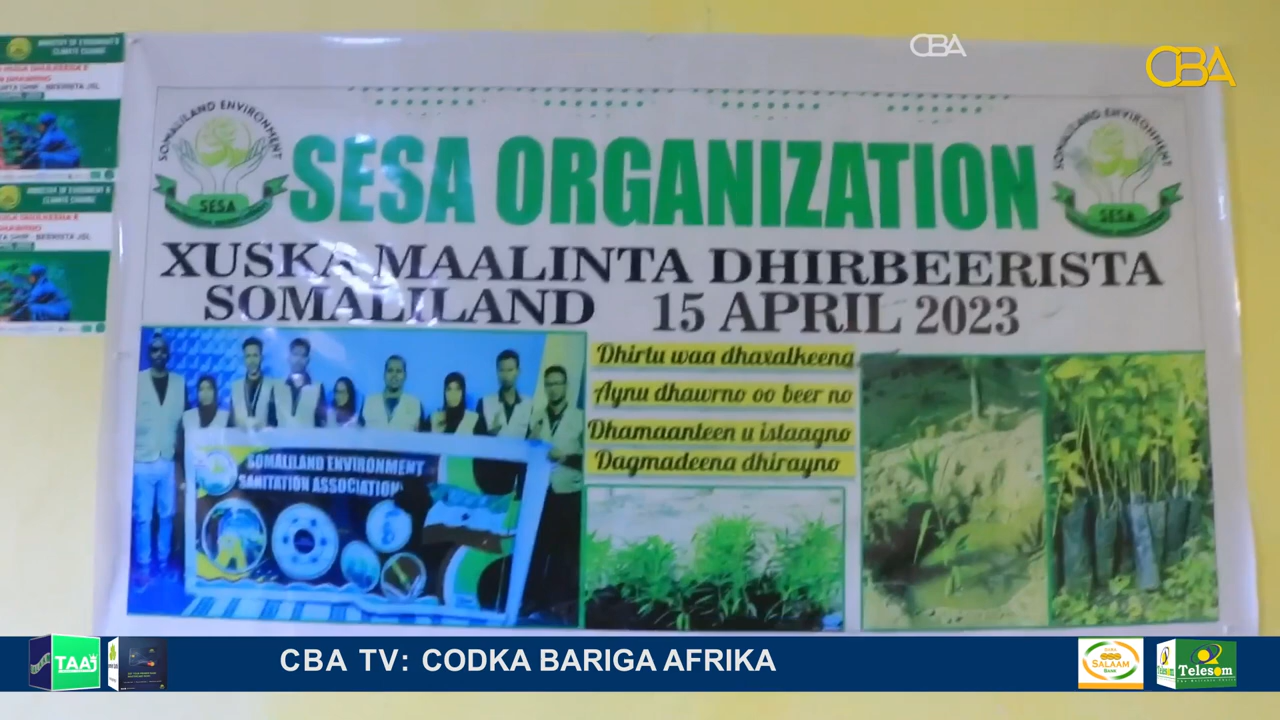 CBA
CBA
MINISTRY OF ENVIRONMENT &
CLIMATE CHANGE
MINISTRY OF ENVIRONMENT &
CLIMATE CHANGE
SOMALILAND ENVIRONMENT
SESA
SESA ORGANIZATION
SOMALILAND ENVIRONMENT
SESA
XUSKA MAALINTA DHIRBEERISTA
SOMALILAND 15 APRIL 2023
Dhirtu waa dhaxalkeena
Aynu dhawrno oo beer no
Dhamaanteen u istaagno
Dagmadeena dhirayno
SOMALILAND ENVIRONMENT
SANITATION ASSOCIATION
TAAJ
CBA TV: CODKA BARIGA AFRIKA
SALAAM
BANK
Telesom